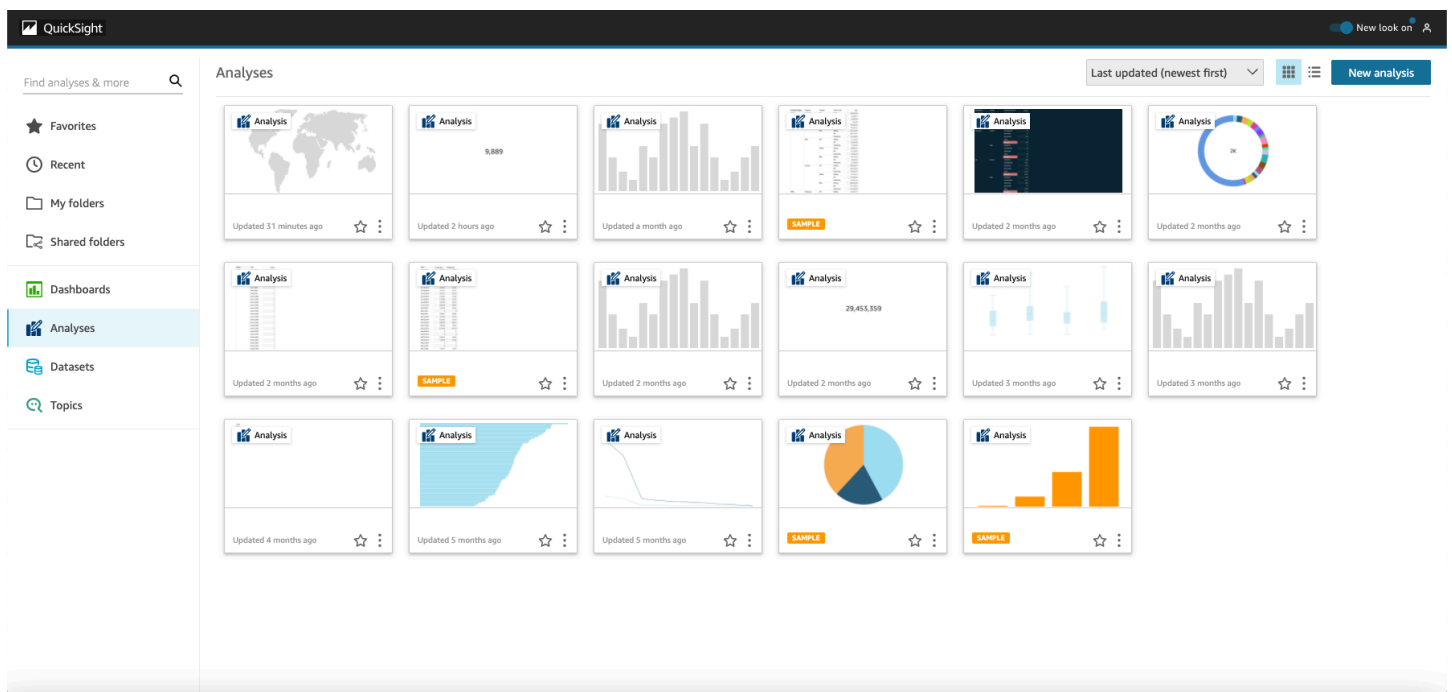 QuickSight
New look on
Find analyses & more
Analyses
Last updated (newest first)
New analysis
Favorites
Recent
My folders
Shared folders
Dashboards
Analyses
Datasets
Topics
Analysis
Analysis
Analysis
Analysis
Analysis
Analysis
9,889
2K
Updated 31 minutes ago
Updated 2 hours ago
Updated a month ago
SAMPLE
Updated 2 months ago
Updated 2 months ago
Analysis
Analysis
Analysis
Analysis
Analysis
Analysis
29,453,359
Updated 2 months ago
SAMPLE
Updated 2 months ago
Updated 2 months ago
Updated 3 months ago
Updated 3 months ago
Analysis
Analysis
Analysis
Analysis
Analysis
Updated 4 months ago
Updated 5 months ago
Updated 5 months ago
SAMPLE
SAMPLE